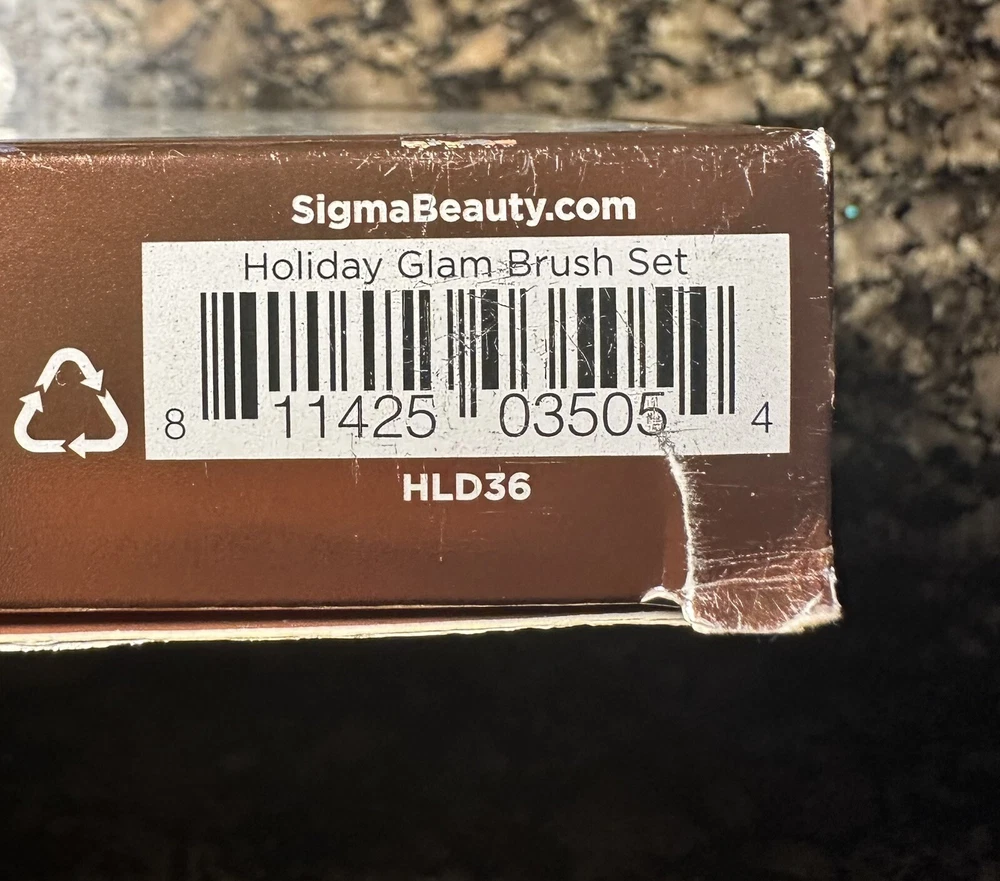 SigmaBeauty.com
Holiday Glam Brush Set
8 11425 03505 4
HLD36